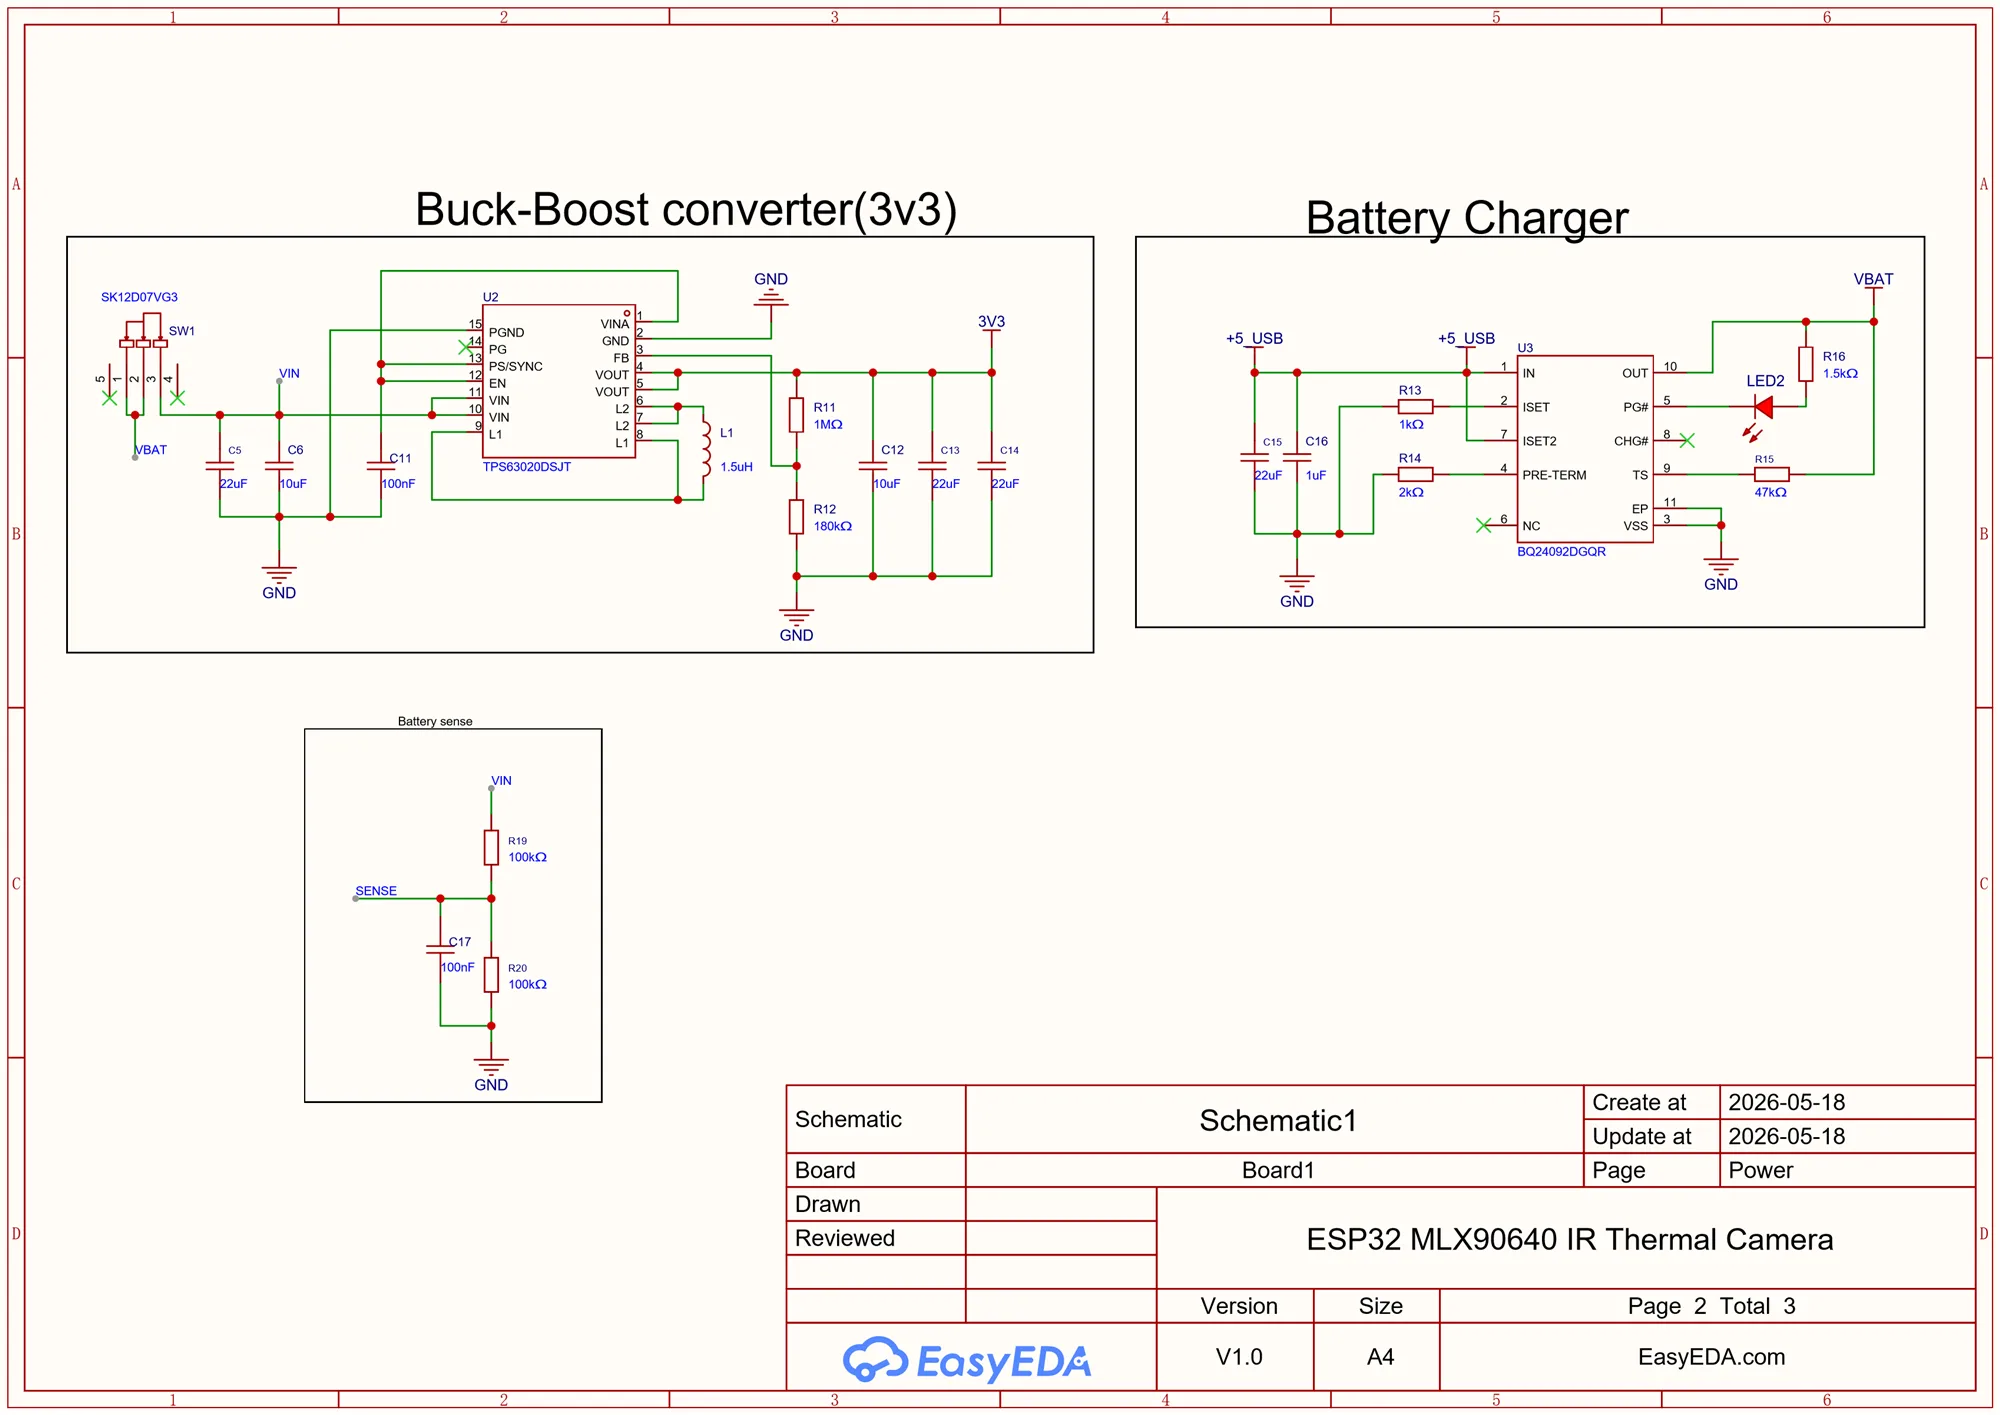 1 2 3 4 5 6
A A
B B
C C
D D
Buck-Boost converter(3v3)
SK12D07VG3
SW1
5 1 2 3 4
VBAT
VIN
C5
22uF
C6
10uF
C11
100nF
GND
U2
15 PGND
14 PG
13 PS/SYNC
12 EN
11 VIN
10 VIN
9 L1
VINA 1
GND 2
FB 3
VOUT 4
VOUT 5
L2 6
L2 7
L1 8
TPS63020DSJT
L1
1.5uH
GND
R11
1MΩ
R12
180kΩ
GND
C12
10uF
C13
22uF
3V3
C14
22uF
Battery Charger
+5_USB
C15
22uF
C16
1uF
GND
+5_USB
R13
1kΩ
R14
2kΩ
U3
1 IN
2 ISET
7 ISET2
4 PRE-TERM
6 NC
OUT 10
PG# 5
CHG# 8
TS 9
EP 11
VSS 3
BQ24092DGQR
VBAT
R16
1.5kΩ
LED2
R15
47kΩ
GND
Battery sense
VIN
R19
100kΩ
SENSE
C17
100nF
R20
100kΩ
GND
Schematic Schematic1
Create at 2026-05-18
Update at 2026-05-18
Board Board1 Page Power
Drawn
Reviewed
ESP32 MLX90640 IR Thermal Camera
Version Size Page 2 Total 3
EasyEDA V1.0 A4 EasyEDA.com
1 2 3 4 5 6